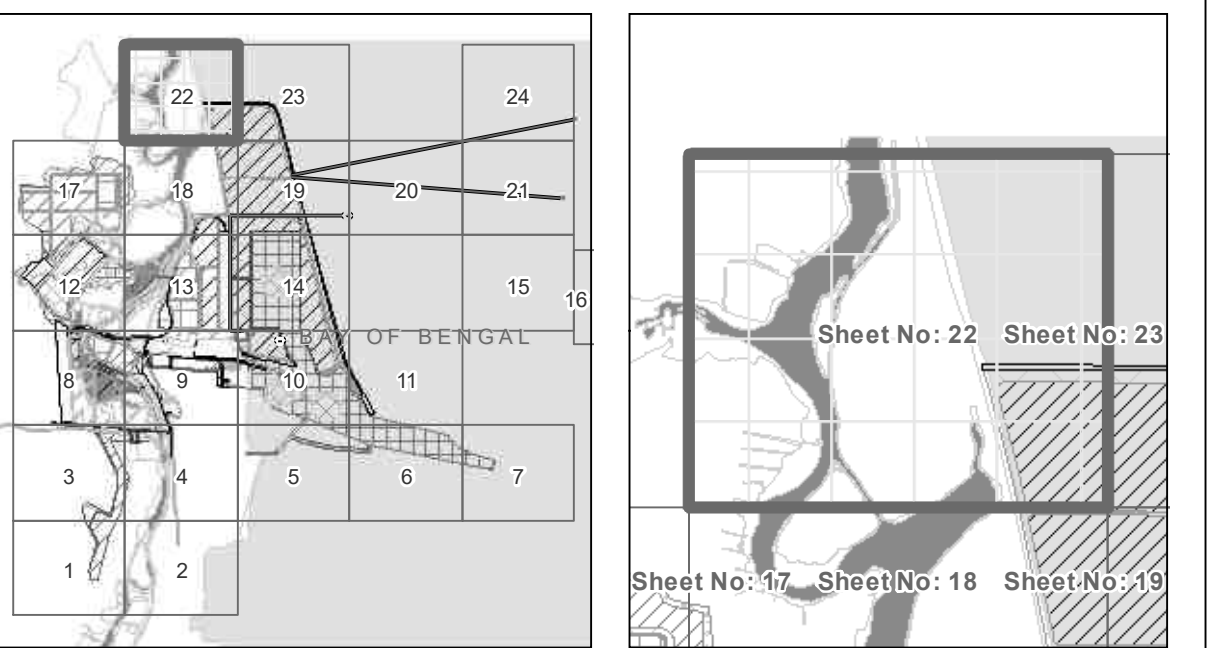 22 23 24
17 18 19 20 21
12 13 14 15 16
BAY OF BENGAL
8 9 10 11
3 4 5 6 7
1 2
Sheet No: 22 Sheet No: 23
Sheet No: 17 Sheet No: 18 Sheet No: 19